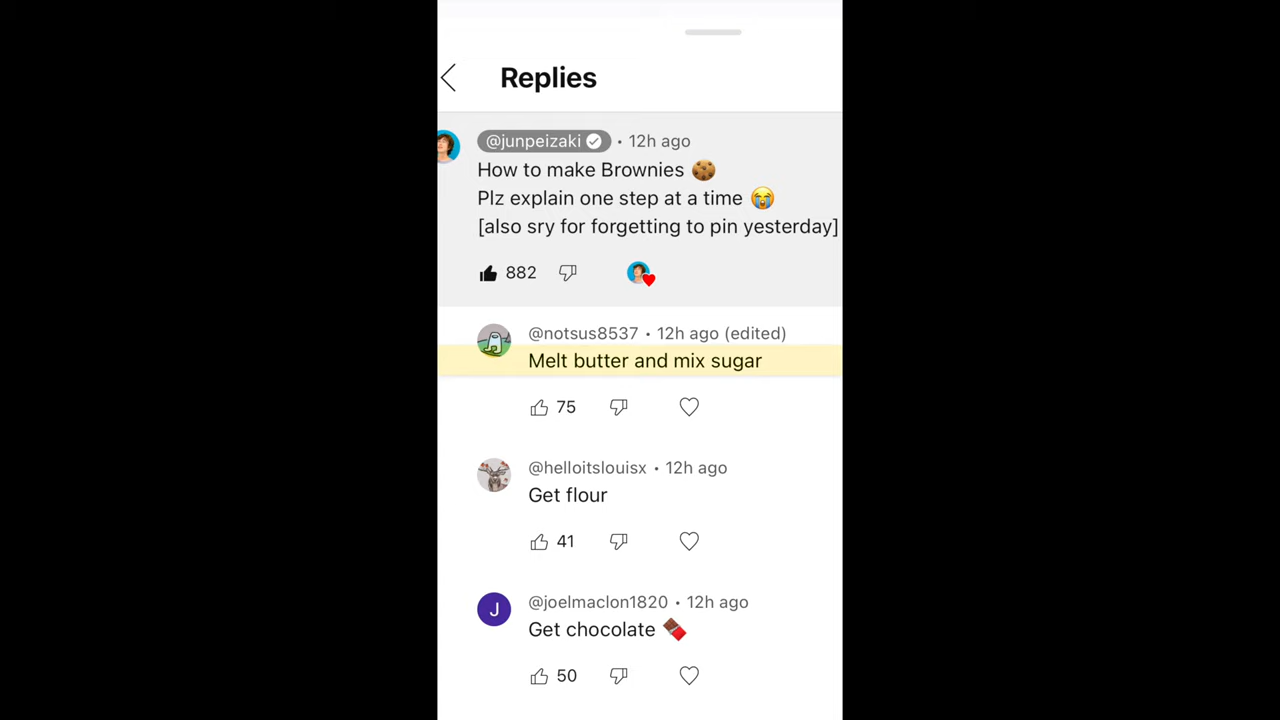 Replies
@junpeizaki • 12h ago
How to make Brownies 🍪
Plz explain one step at a time 😭
[also sry for forgetting to pin yesterday]
882
@notsus8537 • 12h ago (edited)
Melt butter and mix sugar
75
@helloitslouisx • 12h ago
Get flour
41
J
@joelmaclon1820 • 12h ago
Get chocolate 🍫
50